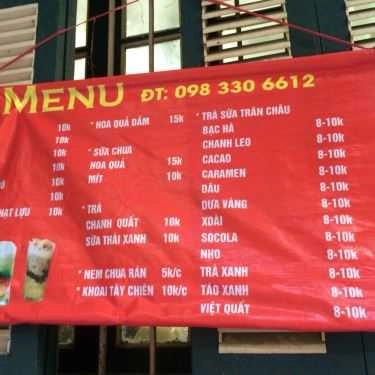 MENU ĐT: 098 330 6612
10k
10k
10k
10k
10k
10k
HẠT LỰU 10k
* HOA QUẢ DẦM 15k
* SỮA CHUA
HOA QUẢ 15k
MÍT 10k
* TRÀ
CHANH QUẤT 10k
SỮA THÁI XANH 10k
* NEM CHUA RÁN 5k/c
* KHOAI TÂY CHIÊN 10k/c
* TRÀ SỮA TRÂN CHÂU
BẠC HÀ 8-10k
CHANH LEO 8-10k
CACAO 8-10k
CARAMEN 8-10k
DÂU 8-10k
DƯA VÀNG 8-10k
XOÀI 8-10k
SOCOLA 8-10k
NHO 8-10k
TRÀ XANH 8-10k
TÁO XANH 8-10k
VIỆT QUẤT 8-10k